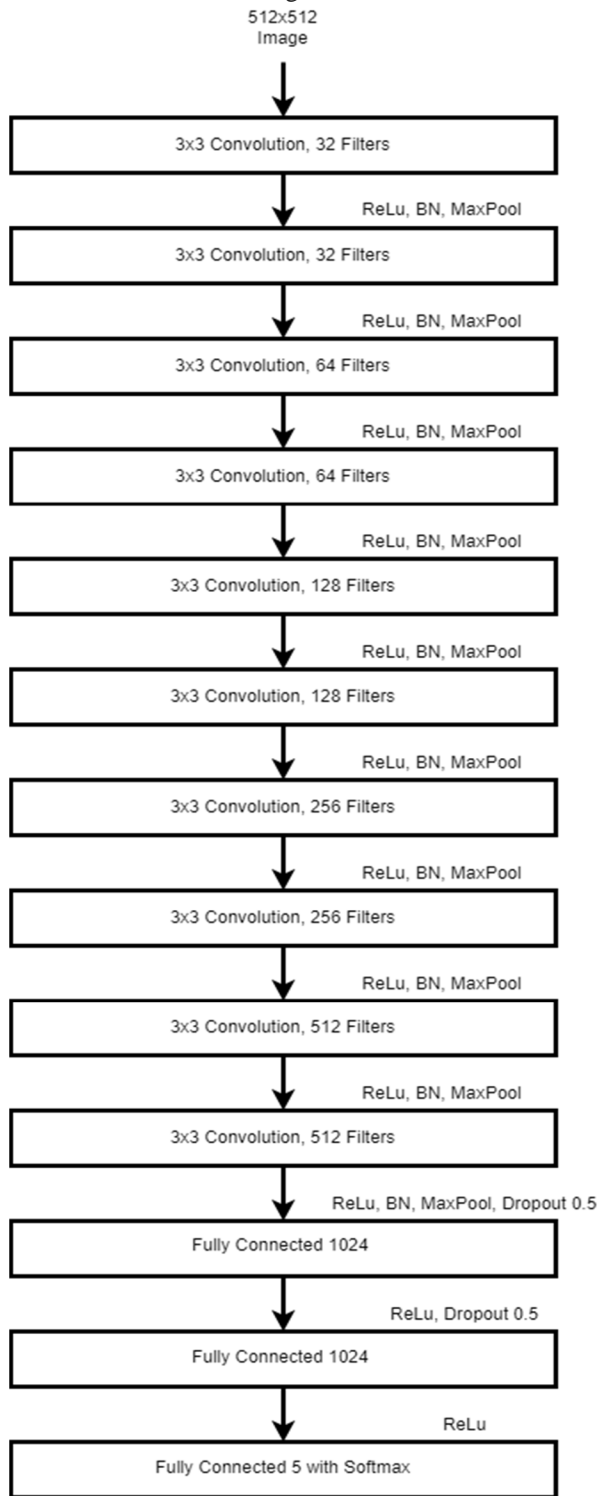 512x512
Image
3x3 Convolution, 32 Filters
ReLu, BN, MaxPool
3x3 Convolution, 32 Filters
ReLu, BN, MaxPool
3x3 Convolution, 64 Filters
ReLu, BN, MaxPool
3x3 Convolution, 64 Filters
ReLu, BN, MaxPool
3x3 Convolution, 128 Filters
ReLu, BN, MaxPool
3x3 Convolution, 128 Filters
ReLu, BN, MaxPool
3x3 Convolution, 256 Filters
ReLu, BN, MaxPool
3x3 Convolution, 256 Filters
ReLu, BN, MaxPool
3x3 Convolution, 512 Filters
ReLu, BN, MaxPool
3x3 Convolution, 512 Filters
ReLu, BN, MaxPool, Dropout 0.5
Fully Connected 1024
ReLu, Dropout 0.5
Fully Connected 1024
ReLu
Fully Connected 5 with Softmax